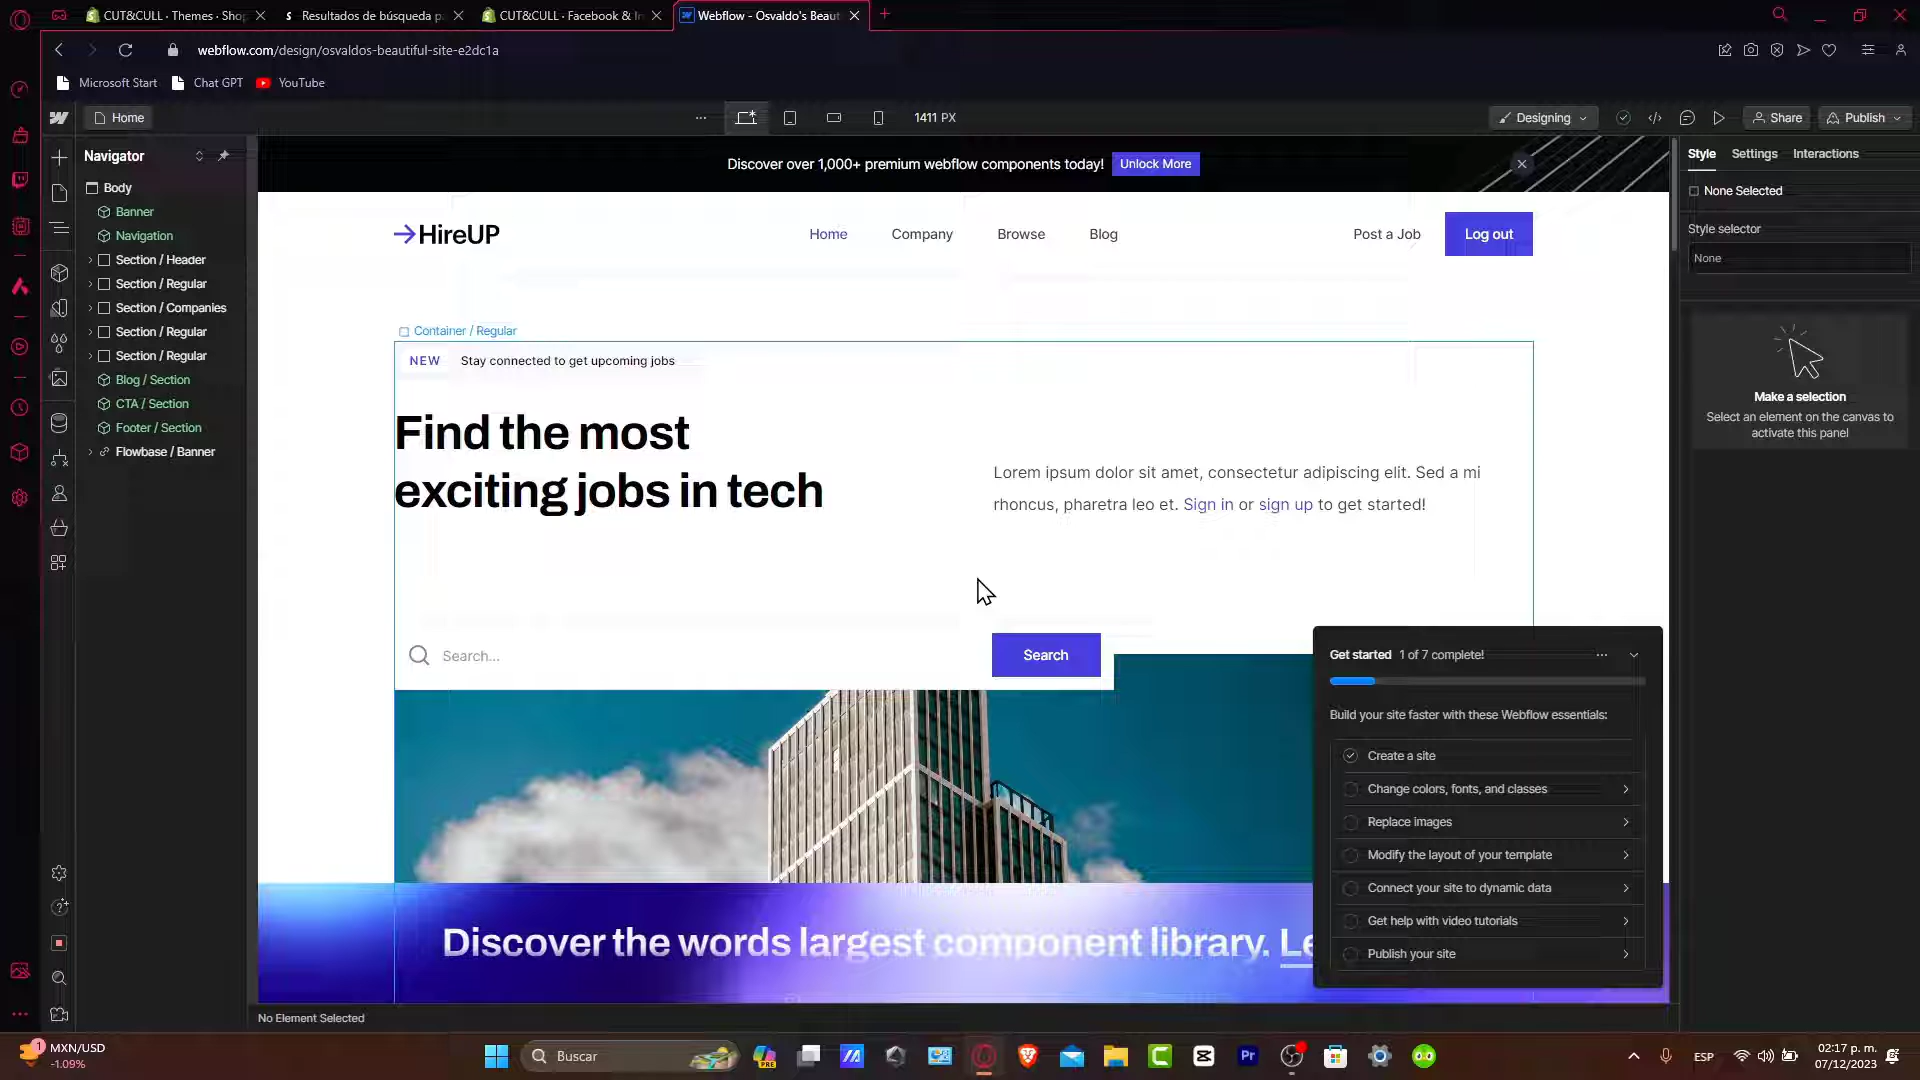 CUT&CULL · Themes · Shop
Resultados de búsqueda pa
CUT&CULL · Facebook & In
Webflow - Osvaldo's Beaut
webflow.com/design/osvaldos-beautiful-site-e2dc1a
Microsoft Start
Chat GPT
YouTube
Home
1411 PX
Designing
Share
Publish
Navigator
Body
Banner
Navigation
Section / Header
Section / Regular
Section / Companies
Section / Regular
Section / Regular
Blog / Section
CTA / Section
Footer / Section
Flowbase / Banner
Discover over 1,000+ premium webflow components today!
Unlock More
HireUP
Home
Company
Browse
Blog
Post a Job
Log out
Container / Regular
NEW
Stay connected to get upcoming jobs
Find the most
exciting jobs in tech
Lorem ipsum dolor sit amet, consectetur adipiscing elit. Sed a mi
rhoncus, pharetra leo et. Sign in or sign up to get started!
Search...
Search
Discover the words largest component library. Le
Get started 1 of 7 complete!
Build your site faster with these Webflow essentials:
Create a site
Change colors, fonts, and classes
Replace images
Modify the layout of your template
Connect your site to dynamic data
Get help with video tutorials
Publish your site
Style
Settings
Interactions
None Selected
Style selector
None
Make a selection
Select an element on the canvas to
activate this panel
No Element Selected
1
MXN/USD
-1.09%
Buscar
PRE
Pr
ESP
02:17 p. m.
07/12/2023